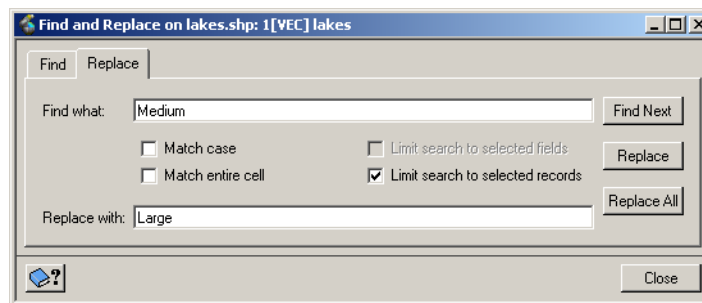 Find and Replace on lakes.shp: 1[VEC] lakes
Find Replace
Find what: Medium Find Next
Match case Limit search to selected fields
Match entire cell Limit search to selected records Replace
Replace with: Large Replace All
? Close